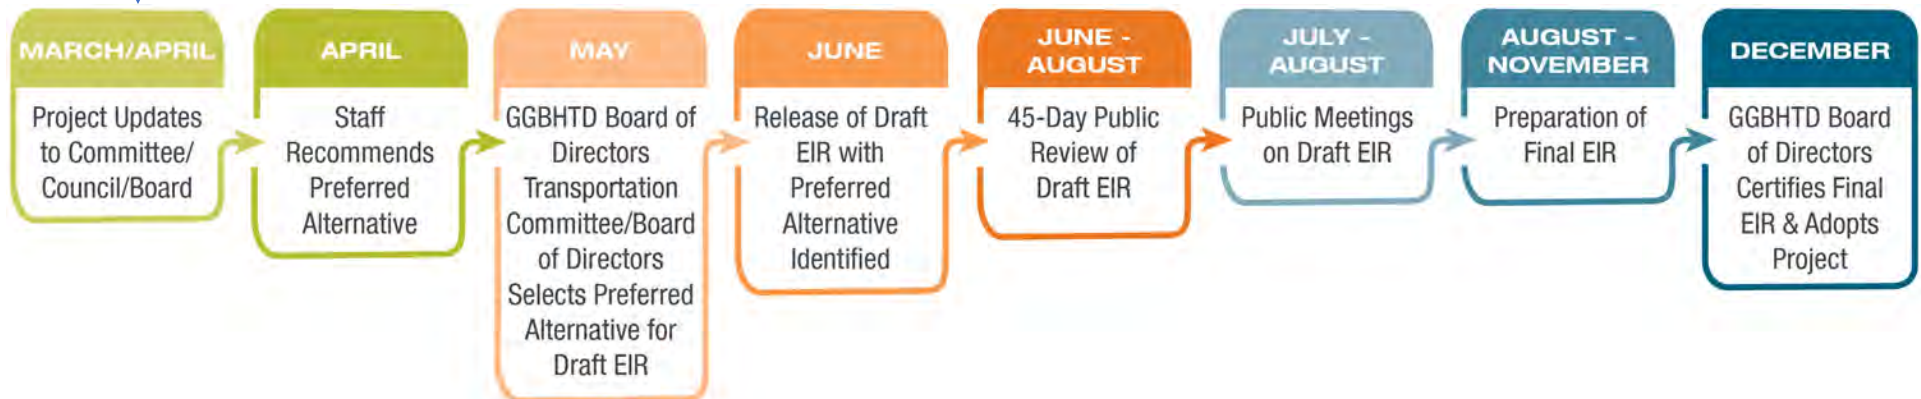 MARCH/APRIL
Project Updates
to Committee/
Council/Board
APRIL
Staff
Recommends
Preferred
Alternative
MAY
GGBHTD Board of
Directors
Transportation
Committee/Board
of Directors
Selects Preferred
Alternative for
Draft EIR
JUNE
Release of Draft
EIR with
Preferred
Alternative
Identified
JUNE -
AUGUST
45-Day Public
Review of
Draft EIR
JULY -
AUGUST
Public Meetings
on Draft EIR
AUGUST -
NOVEMBER
Preparation of
Final EIR
DECEMBER
GGBHTD Board
of Directors
Certifies Final
EIR & Adopts
Project